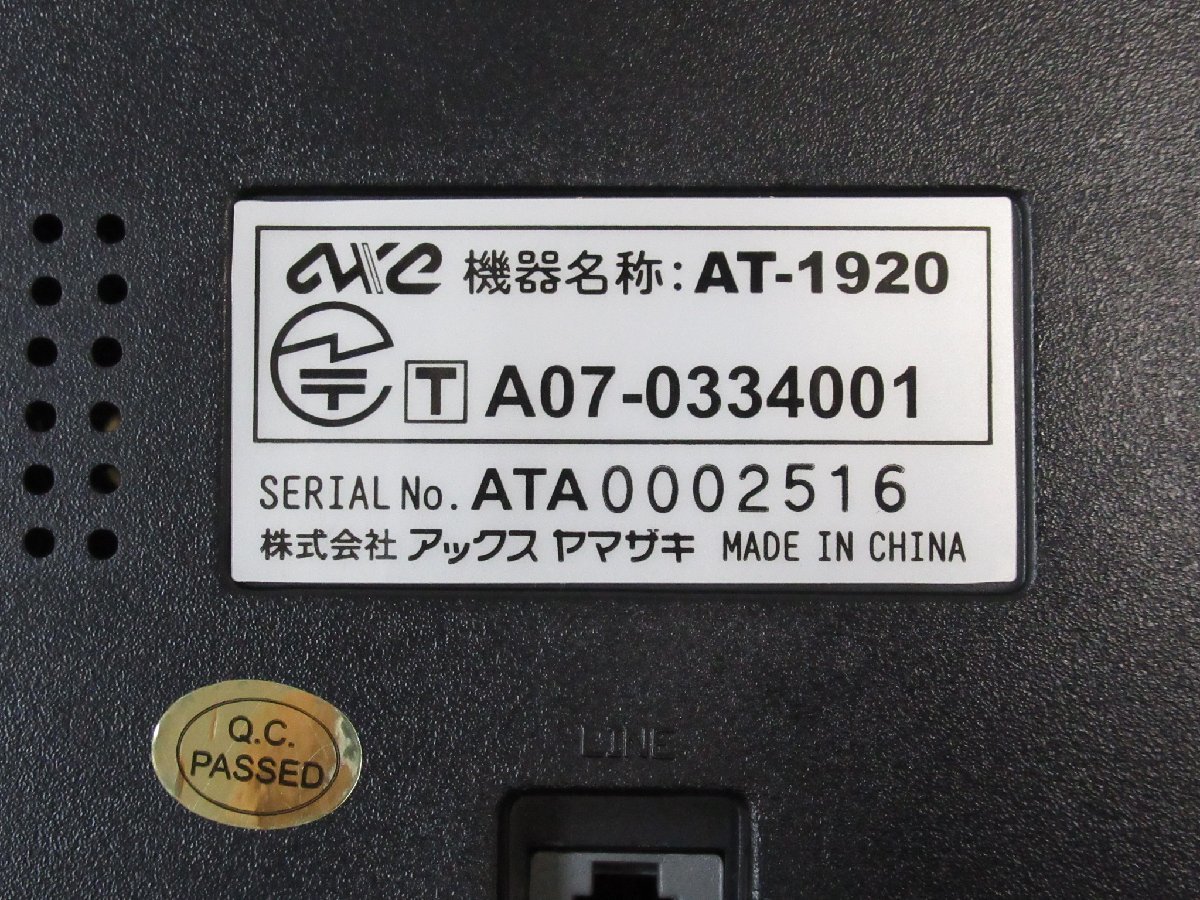 axe 機器名称: AT-1920
T A07-0334001
SERIAL No. ATA0002516
株式会社 アックス ヤマザキ MADE IN CHINA
Q.C.
PASSED
LINE